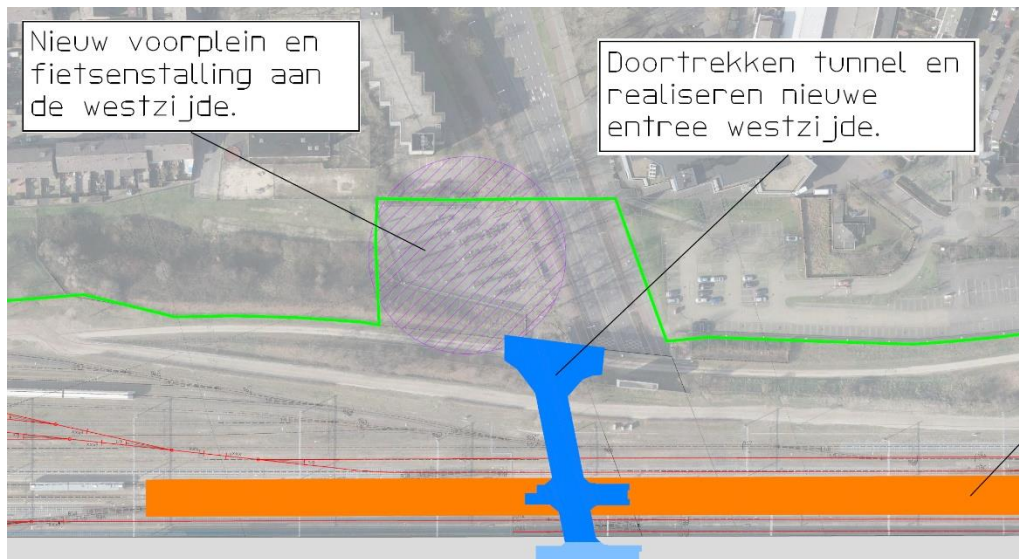 Nieuw voorplein en
fietsenstalling aan
de westzijde.
Doortrekken tunnel en
realiseren nieuwe
entree westzijde.